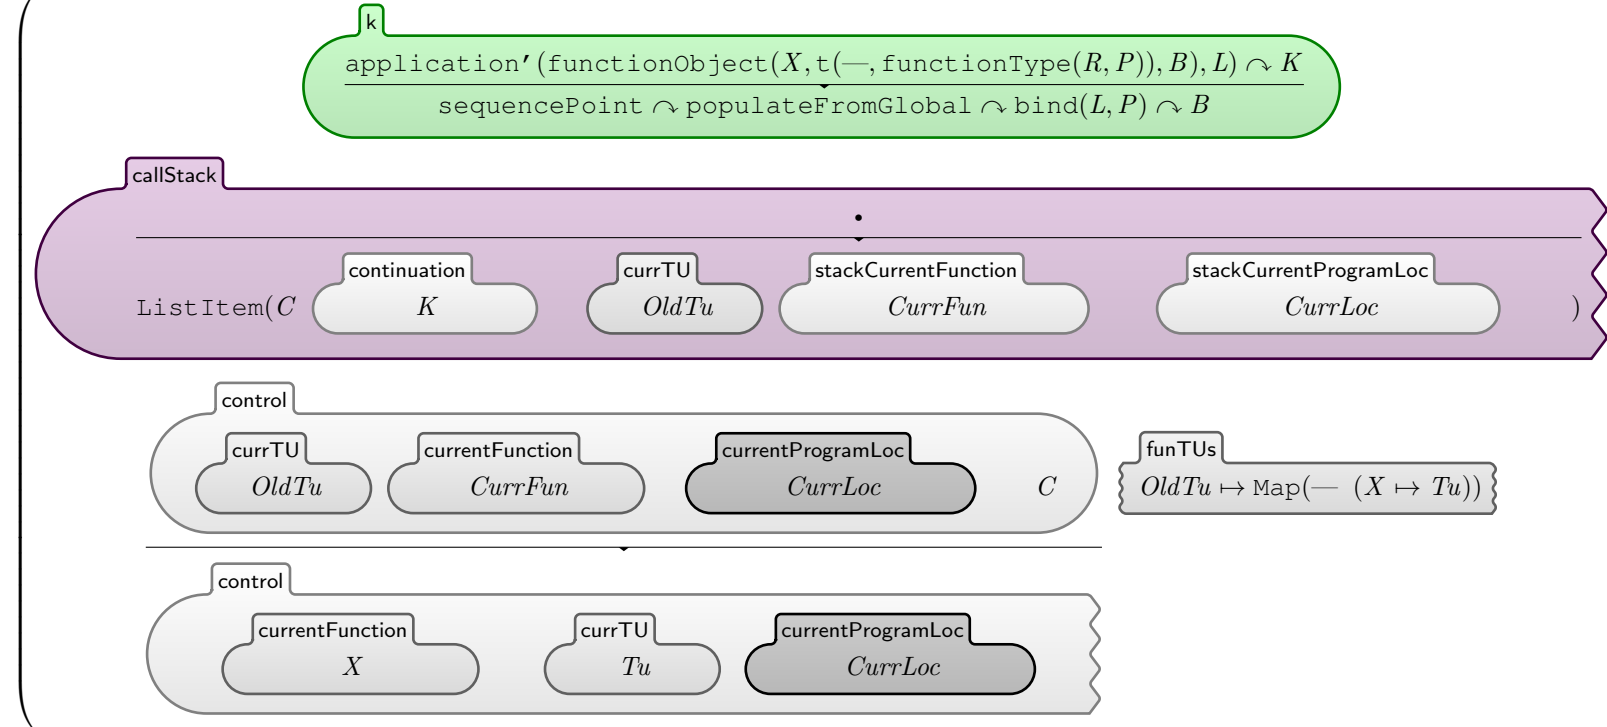 k
application′(functionObject(X, t(—, functionType(R, P)), B), L) ↷ K
sequencePoint ↷ populateFromGlobal ↷ bind(L, P) ↷ B
callStack
•
continuation currTU stackCurrentFunction stackCurrentProgramLoc
ListItem(C K OldTu CurrFun CurrLoc )
control
currTU currentFunction currentProgramLoc funTUs
OldTu CurrFun CurrLoc C OldTu ↦ Map(— (X ↦ Tu))
control
currentFunction currTU currentProgramLoc
X Tu CurrLoc